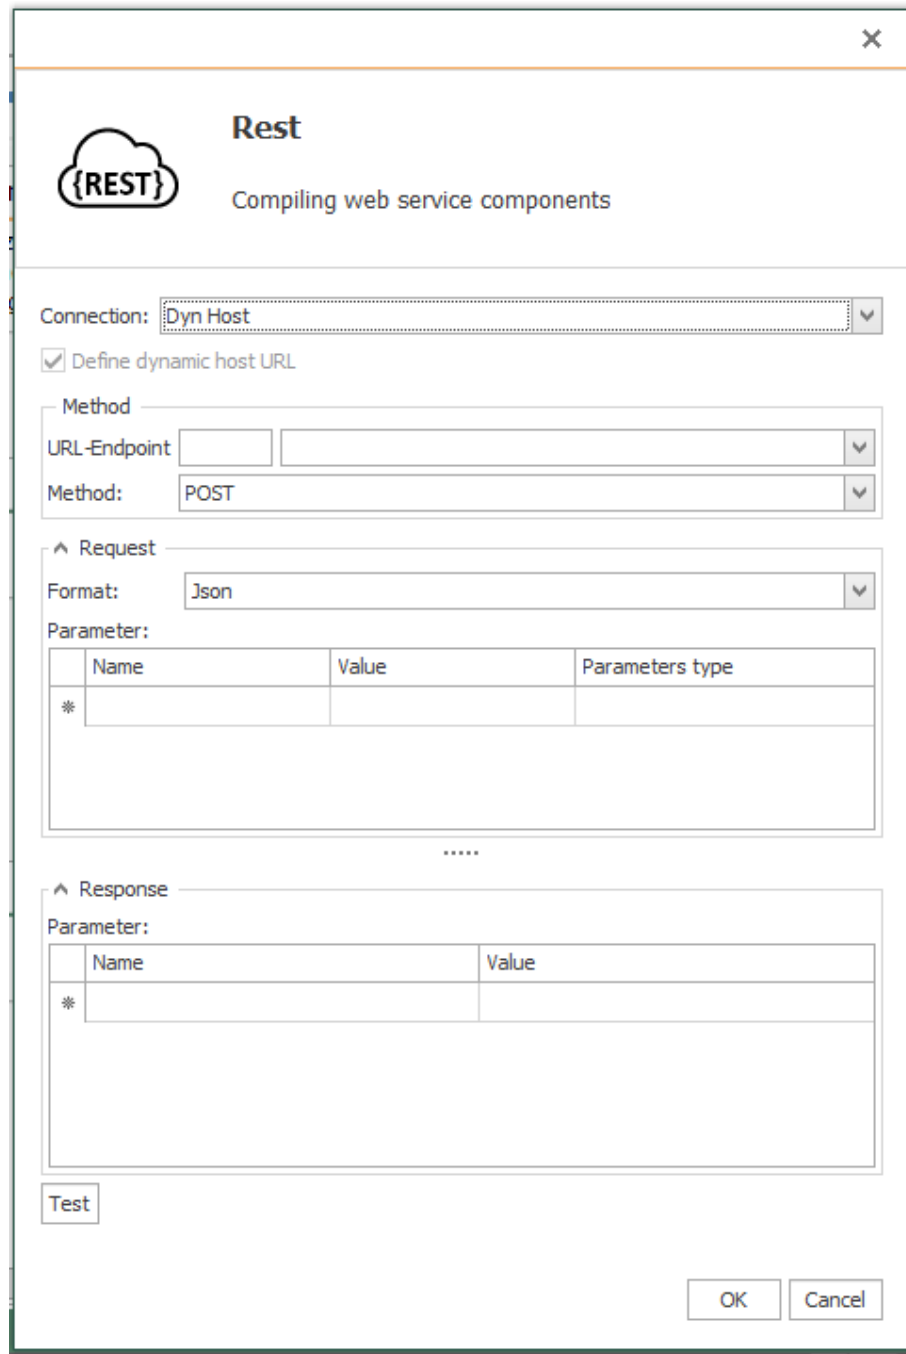 Rest
{REST}
Compiling web service components
Connection: Dyn Host
Define dynamic host URL
Method
URL-Endpoint
Method: POST
Request
Format: Json
Parameter:
Name Value Parameters type
Response
Parameter:
Name Value
Test
OK Cancel